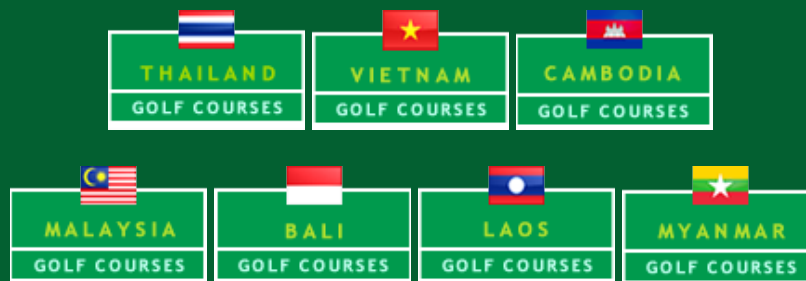 THAILAND
GOLF COURSES
VIETNAM
GOLF COURSES
CAMBODIA
GOLF COURSES
MALAYSIA
GOLF COURSES
BALI
GOLF COURSES
LAOS
GOLF COURSES
MYANMAR
GOLF COURSES